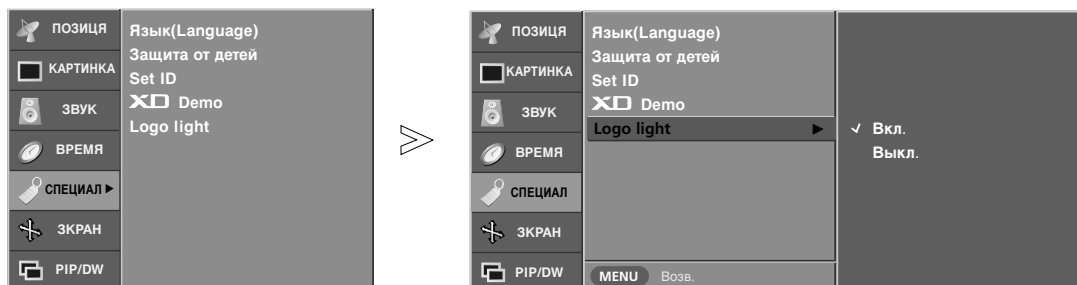 ПОЗИЦЯ
КАРТИНКА
ЗВУК
ВРЕМЯ
СПЕЦИАЛ
ЗКРАН
PIP/DW
Язык(Language)
Защита от детей
Set ID
XD Demo
Logo light
ПОЗИЦЯ
КАРТИНКА
ЗВУК
ВРЕМЯ
СПЕЦИАЛ
ЗКРАН
PIP/DW
Язык(Language)
Защита от детей
Set ID
XD Demo
Logo light
MENU Возв.
Вкл.
Выкл.